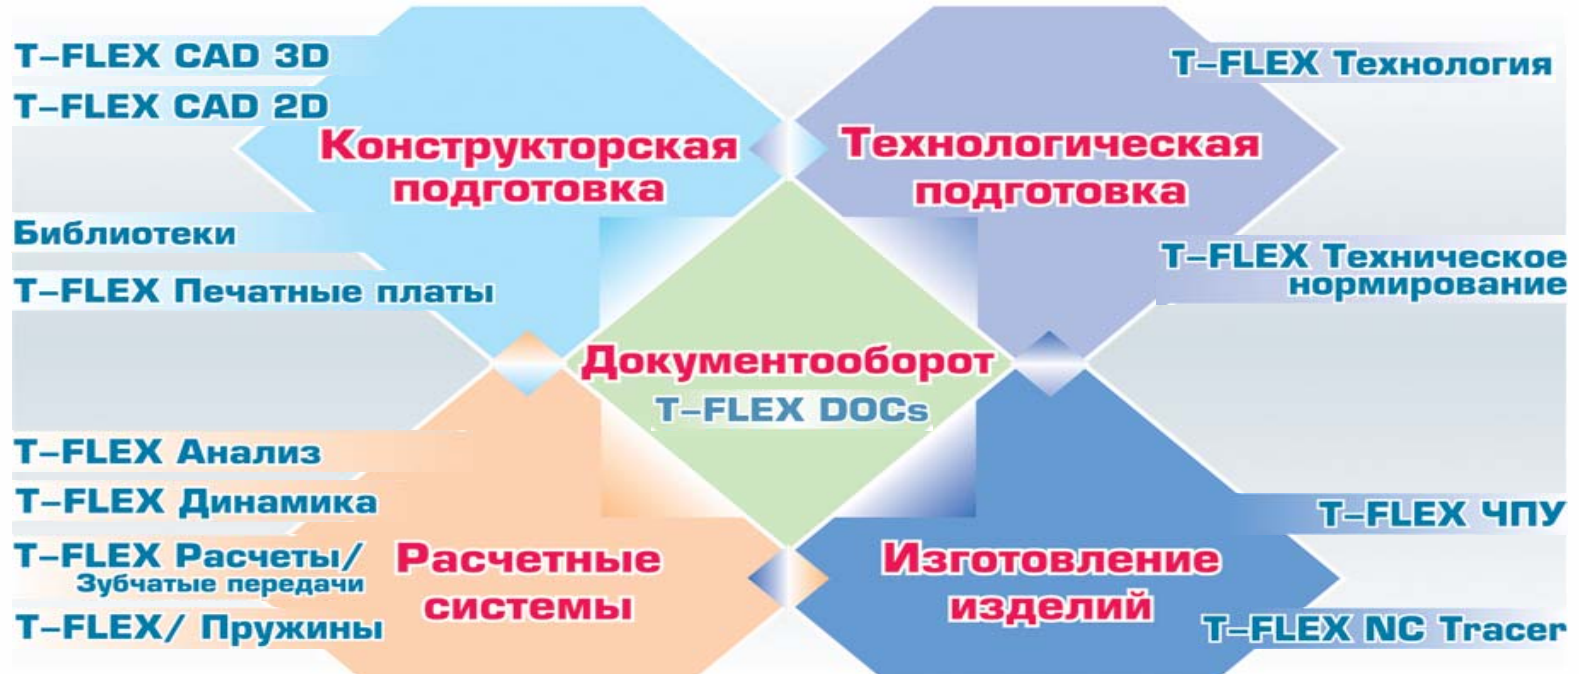 T-FLEX CAD 3D
T-FLEX CAD 2D
Конструкторская
подготовка
Библиотеки
T-FLEX Печатные платы
T-FLEX Технология
Технологическая
подготовка
T-FLEX Техническое
нормирование
Документооборот
T-FLEX DOCs
T-FLEX Анализ
T-FLEX Динамика
T-FLEX Расчеты/
Зубчатые передачи
T-FLEX/ Пружины
Расчетные
системы
Изготовление
изделий
T-FLEX ЧПУ
T-FLEX NC Tracer